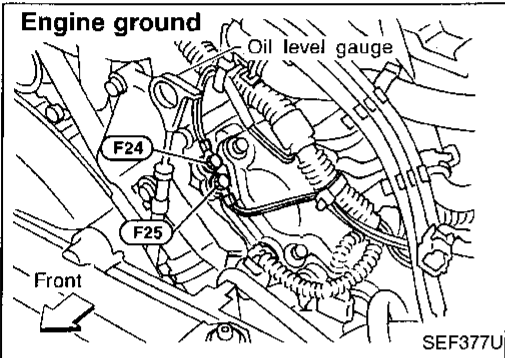 Engine ground
Oil level gauge
F24
F25
Front
SEF377U